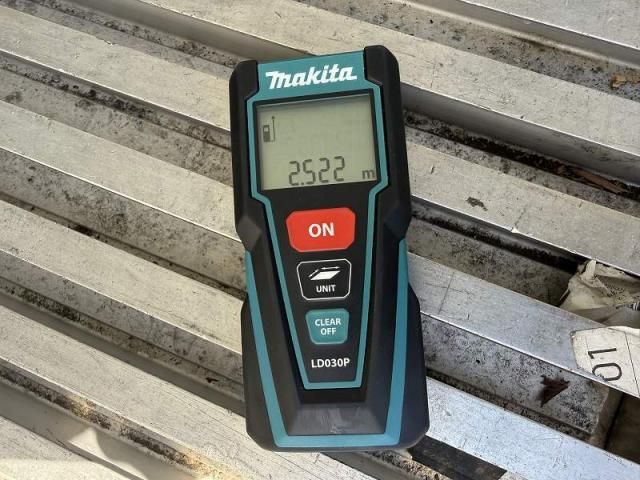 makita
2.522 m
ON
UNIT
CLEAR
OFF
LD030P
01